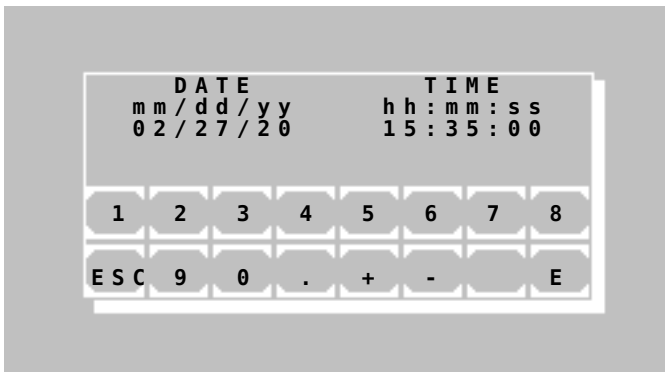 DATE TIME
mm/dd/yy hh:mm:ss
02/27/20 15:35:00
1 2 3 4 5 6 7 8
ESC 9 0 . + - E